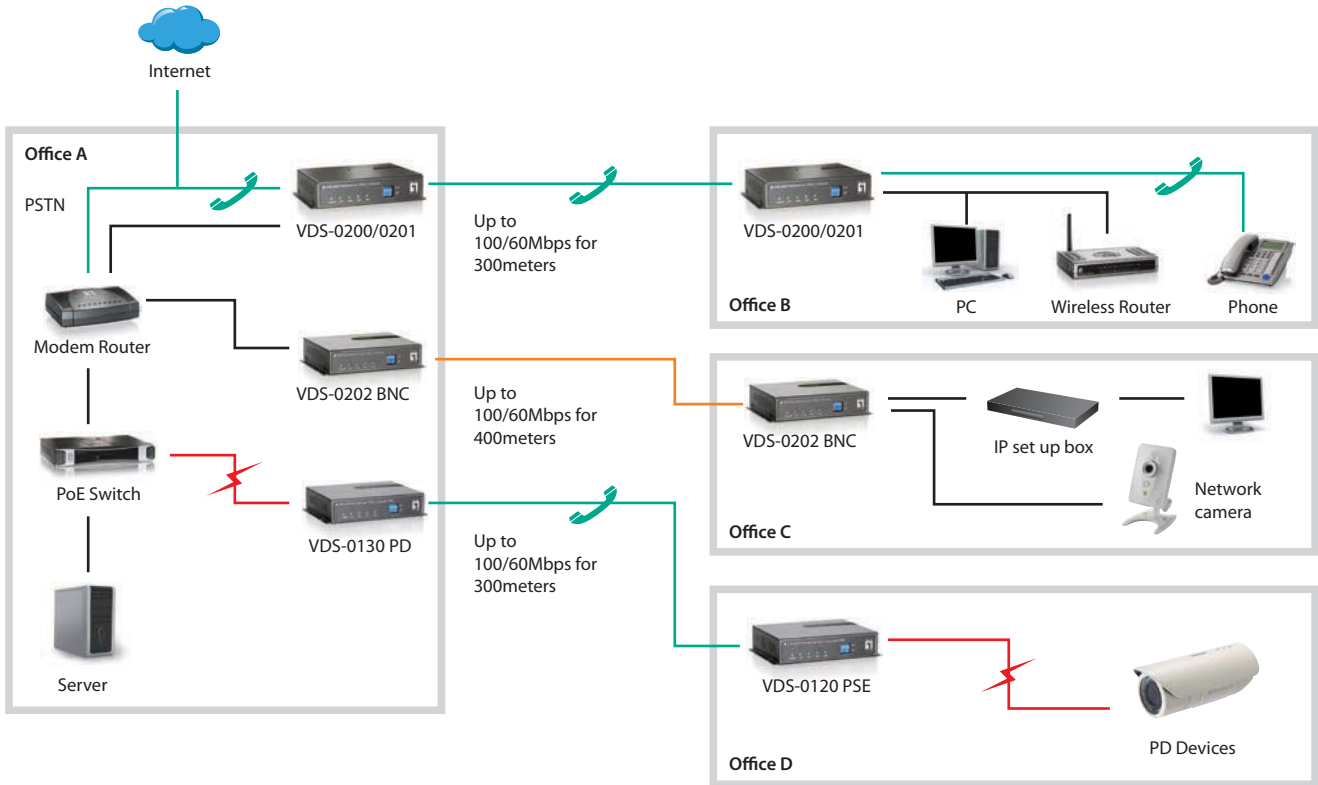 Internet
Office A
PSTN
VDS-0200/0201
Modem Router
VDS-0202 BNC
PoE Switch
VDS-0130 PD
Server
Up to
100/60Mbps for
300meters
Up to
100/60Mbps for
400meters
Up to
100/60Mbps for
300meters
VDS-0200/0201
PC
Wireless Router
Phone
Office B
VDS-0202 BNC
IP set up box
Network
camera
Office C
VDS-0120 PSE
PD Devices
Office D